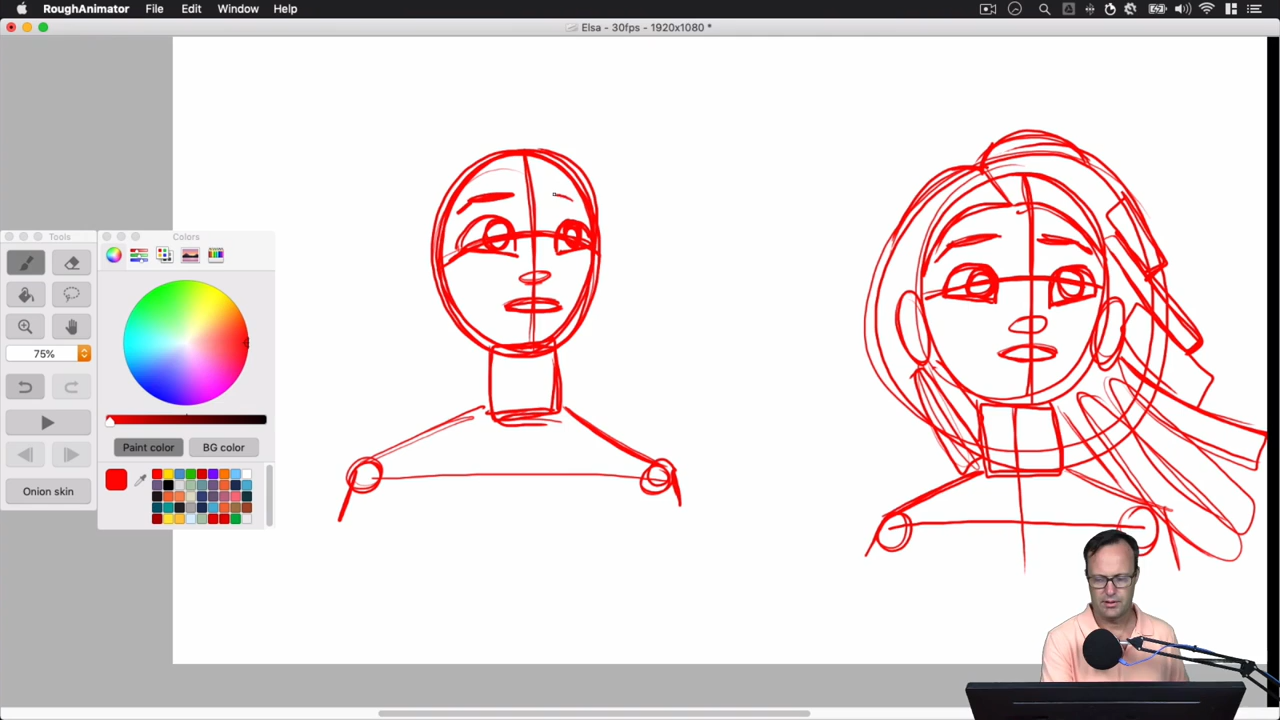 RoughAnimator File Edit Window Help
Elsa - 30fps - 1920x1080 *
Tools
Colors
75%
Paint color
BG color
Onion skin